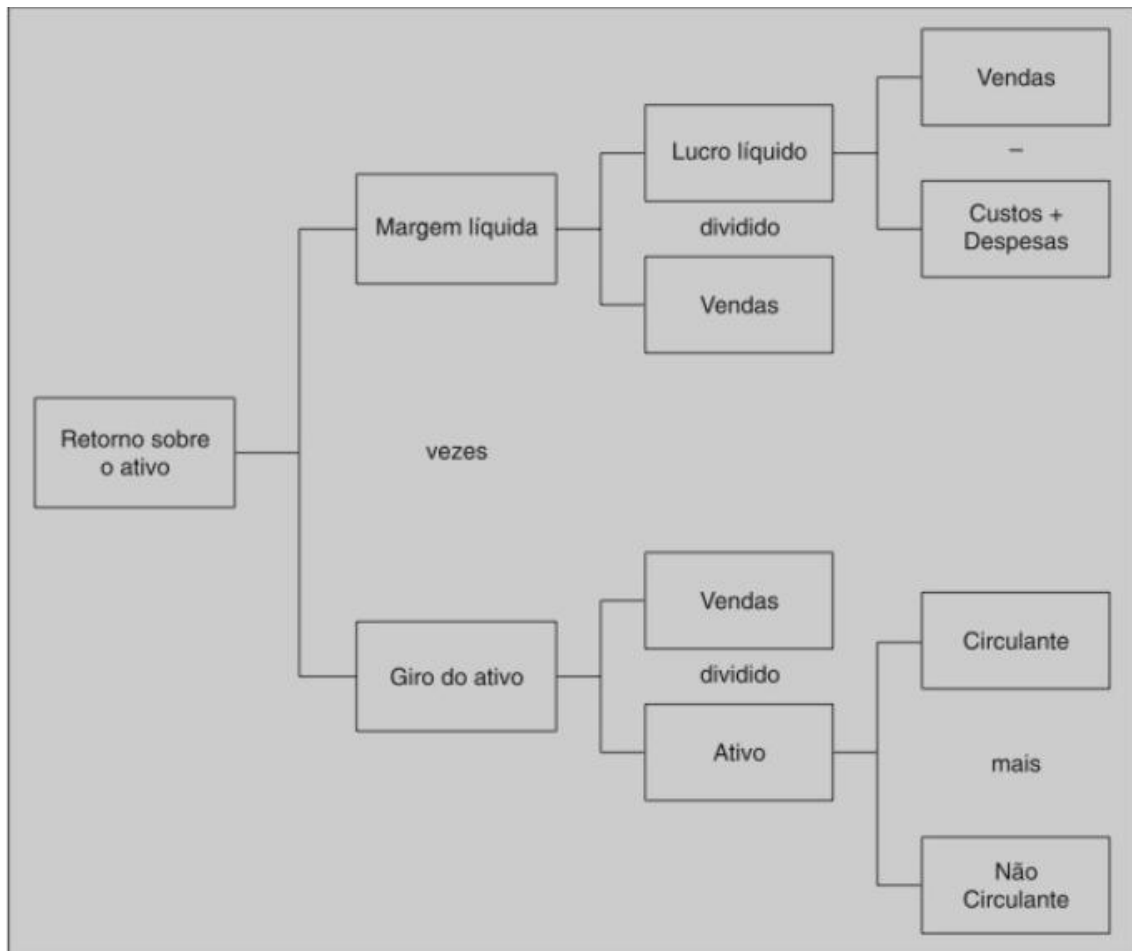 Vendas
–
Custos +
Despesas
Lucro líquido
dividido
Vendas
Margem líquida
Retorno sobre
o ativo
vezes
Giro do ativo
Vendas
dividido
Ativo
Circulante
mais
Não
Circulante